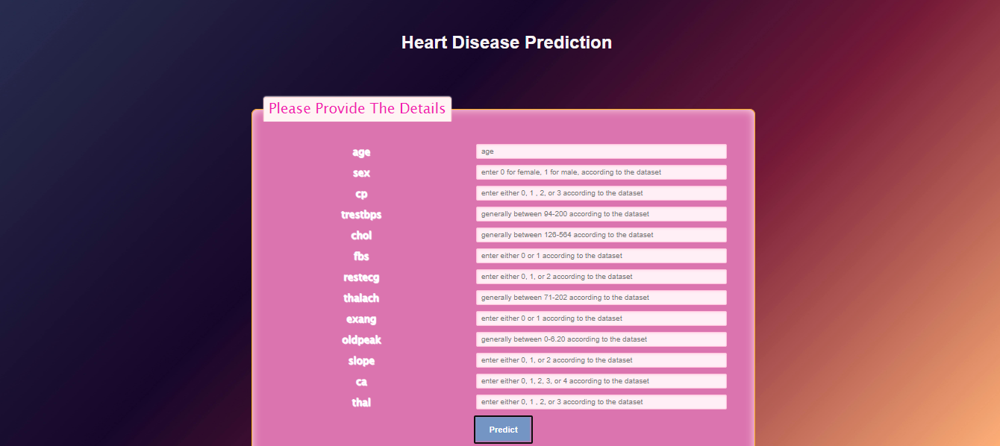 Heart Disease Prediction
Please Provide The Details
age age
sex enter 0 for female, 1 for male, according to the dataset
cp enter either 0, 1 , 2, or 3 according to the dataset
trestbps generally between 94-200 according to the dataset
chol generally between 126-564 according to the dataset
fbs enter either 0 or 1 according to the dataset
restecg enter either 0, 1, or 2 according to the dataset
thalach generally between 71-202 according to the dataset
exang enter either 0 or 1 according to the dataset
oldpeak generally between 0-6.20 according to the dataset
slope enter either 0, 1, or 2 according to the dataset
ca enter either 0, 1, 2, 3, or 4 according to the dataset
thal enter either 0, 1 , 2, or 3 according to the dataset
Predict